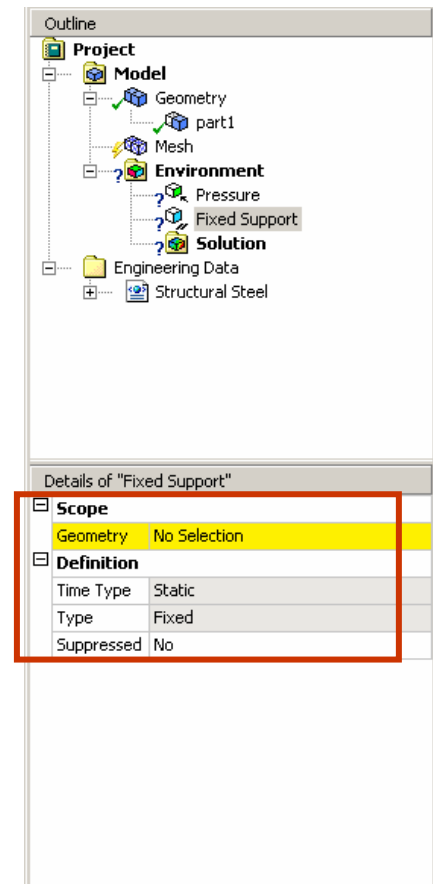 Outline
Project
Model
Geometry
part1
Mesh
Environment
Pressure
Fixed Support
Solution
Engineering Data
Structural Steel
Details of "Fixed Support"
Scope
Geometry No Selection
Definition
Time Type Static
Type Fixed
Suppressed No